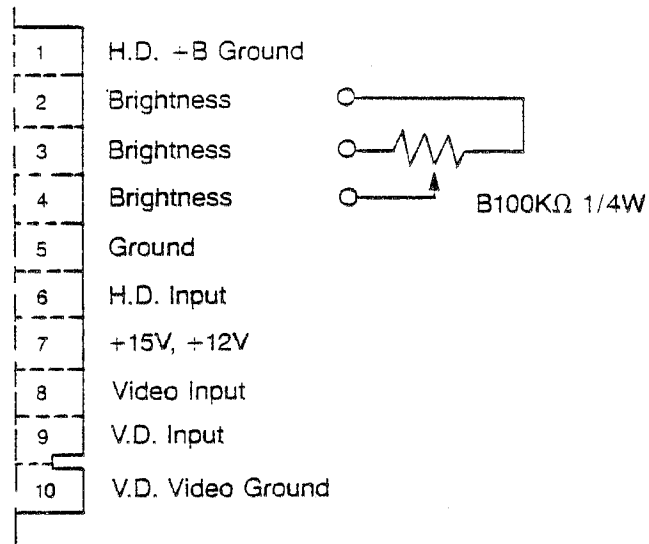 1 H.D. +B Ground
2 Brightness
3 Brightness
4 Brightness
B100KΩ 1/4W
5 Ground
6 H.D. Input
7 +15V, +12V
8 Video Input
9 V.D. Input
10 V.D. Video Ground